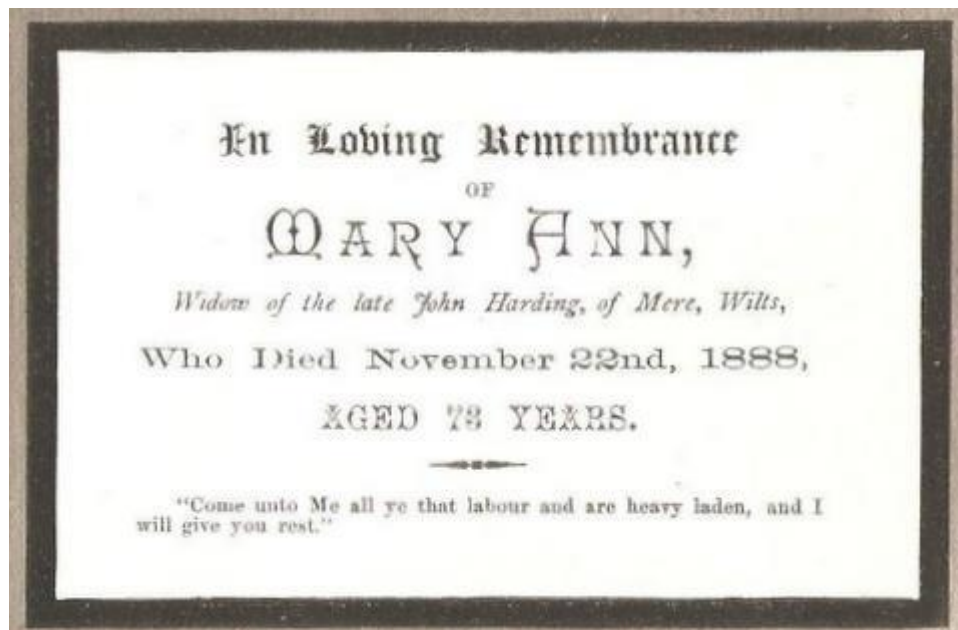 In Loving Remembrance
OF
MARY ANN,
Widow of the late John Harding, of Mere, Wilts,
Who Died November 22nd, 1888,
AGED 73 YEARS.
"Come unto Me all ye that labour and are heavy laden, and I
will give you rest."